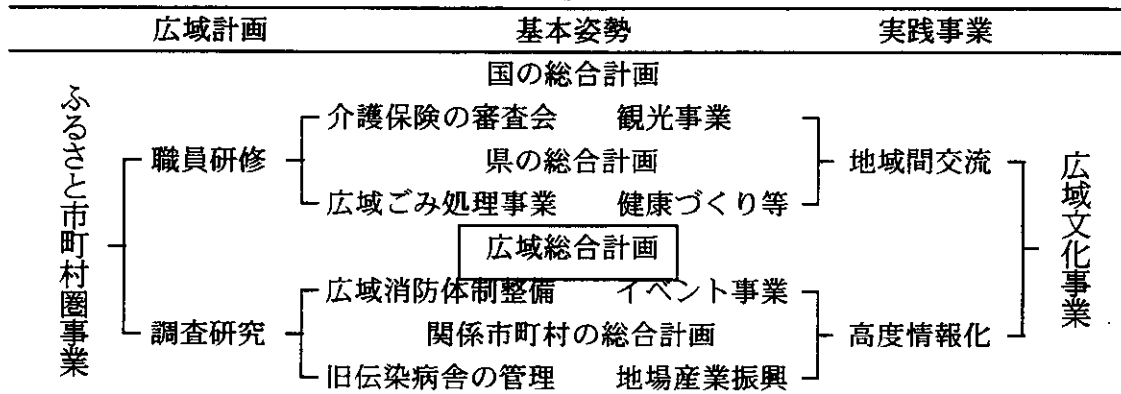 広域計画 基本姿勢 実践事業
国の総合計画
介護保険の審査会 観光事業
職員研修 県の総合計画 地域間交流
広域ごみ処理事業 健康づくり等
ふるさと市町村圏事業 広域総合計画 広域文化事業
広域消防体制整備 イベント事業
調査研究 関係市町村の総合計画 高度情報化
旧伝染病舎の管理 地場産業振興